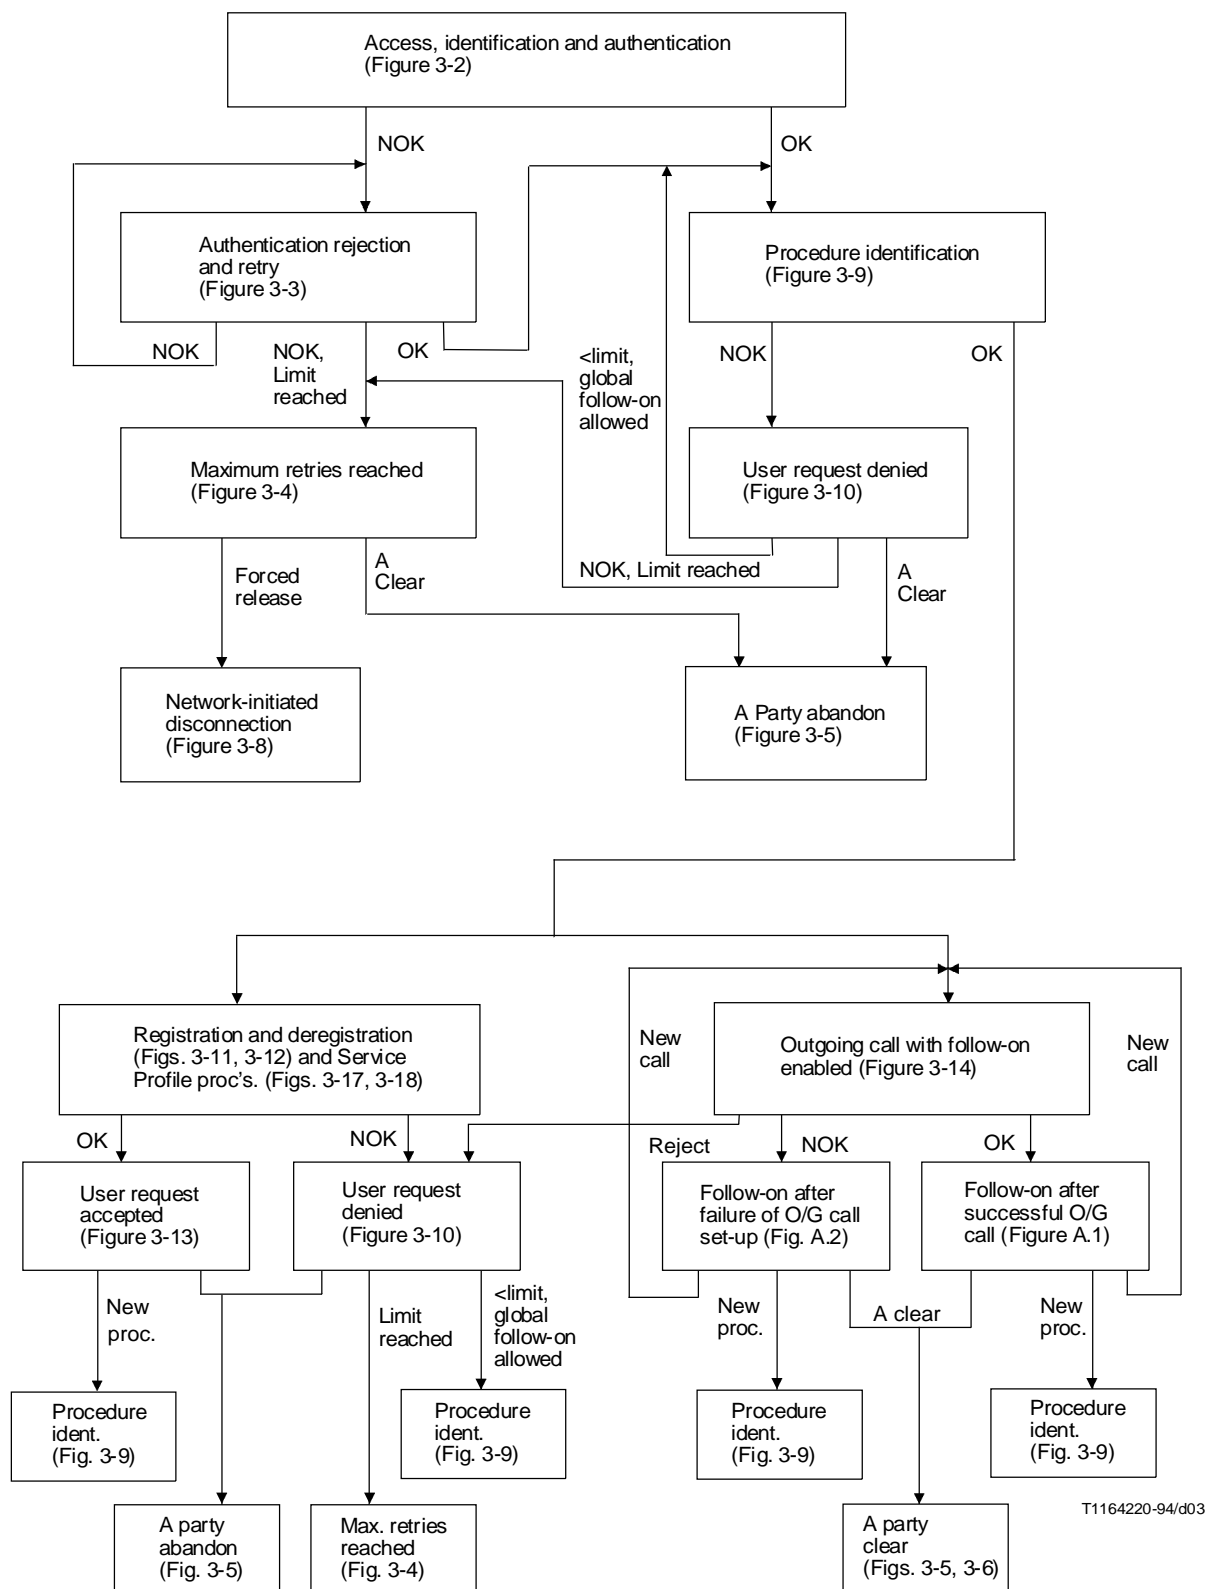 Access, identification and authentication
(Figure 3-2)
NOK
OK
Authentication rejection
and retry
(Figure 3-3)
Procedure identification
(Figure 3-9)
NOK
NOK,
Limit
reached
OK
<limit,
global
follow-on
allowed
NOK
OK
Maximum retries reached
(Figure 3-4)
User request denied
(Figure 3-10)
Forced
release
A
Clear
NOK, Limit reached
A
Clear
Network-initiated
disconnection
(Figure 3-8)
A Party abandon
(Figure 3-5)
Registration and deregistration
(Figs. 3-11, 3-12) and Service
Profile proc's. (Figs. 3-17, 3-18)
New
call
Outgoing call with follow-on
enabled (Figure 3-14)
New
call
OK
NOK
Reject
NOK
OK
User request
accepted
(Figure 3-13)
User request
denied
(Figure 3-10)
Follow-on after
failure of O/G call
set-up (Fig. A.2)
Follow-on after
successful O/G
call (Figure A.1)
New
proc.
Limit
reached
<limit,
global
follow-on
allowed
New
proc.
A clear
New
proc.
Procedure
ident.
(Fig. 3-9)
Procedure
ident.
(Fig. 3-9)
Procedure
ident.
(Fig. 3-9)
Procedure
ident.
(Fig. 3-9)
A party
abandon
(Fig. 3-5)
Max. retries
reached
(Fig. 3-4)
A party
clear
(Figs. 3-5, 3-6)
T1164220-94/d03